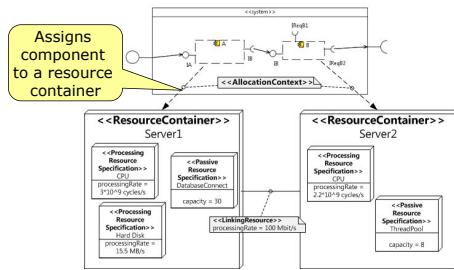 <<system>>
Assigns
component
to a resource
container
IReqB1
A
B
IA
IB
IB
IReqB2
<<AllocationContext>>
<<ResourceContainer>>
Server1
<<Processing
Resource
Specification>>
CPU
processingRate =
3*10^9 cycles/s
<<Passive
Resource
Specification>>
DatabaseConnect
capacity = 30
<<Processing
Resource
Specification>>
Hard Disk
processingRate =
15.5 MB/s
<<LinkingResource>>
processingRate = 100 Mbit/s
<<ResourceContainer>>
Server2
<<Processing
Resource
Specification>>
CPU
processingRate =
2.2*10^9 cycles/s
<<Passive
Resource
Specification>>
ThreadPool
capacity = 8